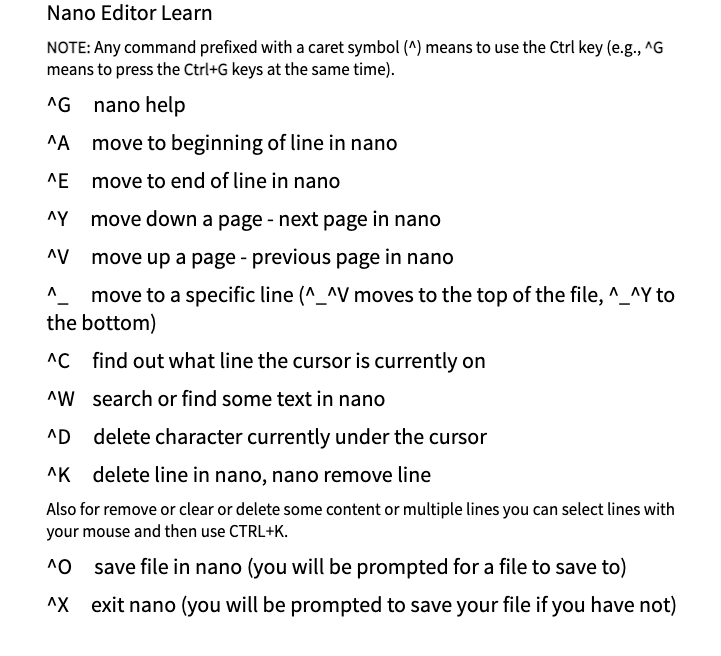 Nano Editor Learn
NOTE: Any command prefixed with a caret symbol (^) means to use the Ctrl key (e.g., ^G
means to press the Ctrl+G keys at the same time).
^G nano help
^A move to beginning of line in nano
^E move to end of line in nano
^Y move down a page - next page in nano
^V move up a page - previous page in nano
^_ move to a specific line (^_^V moves to the top of the file, ^_^Y to
the bottom)
^C find out what line the cursor is currently on
^W search or find some text in nano
^D delete character currently under the cursor
^K delete line in nano, nano remove line
Also for remove or clear or delete some content or multiple lines you can select lines with
your mouse and then use CTRL+K.
^O save file in nano (you will be prompted for a file to save to)
^X exit nano (you will be prompted to save your file if you have not)